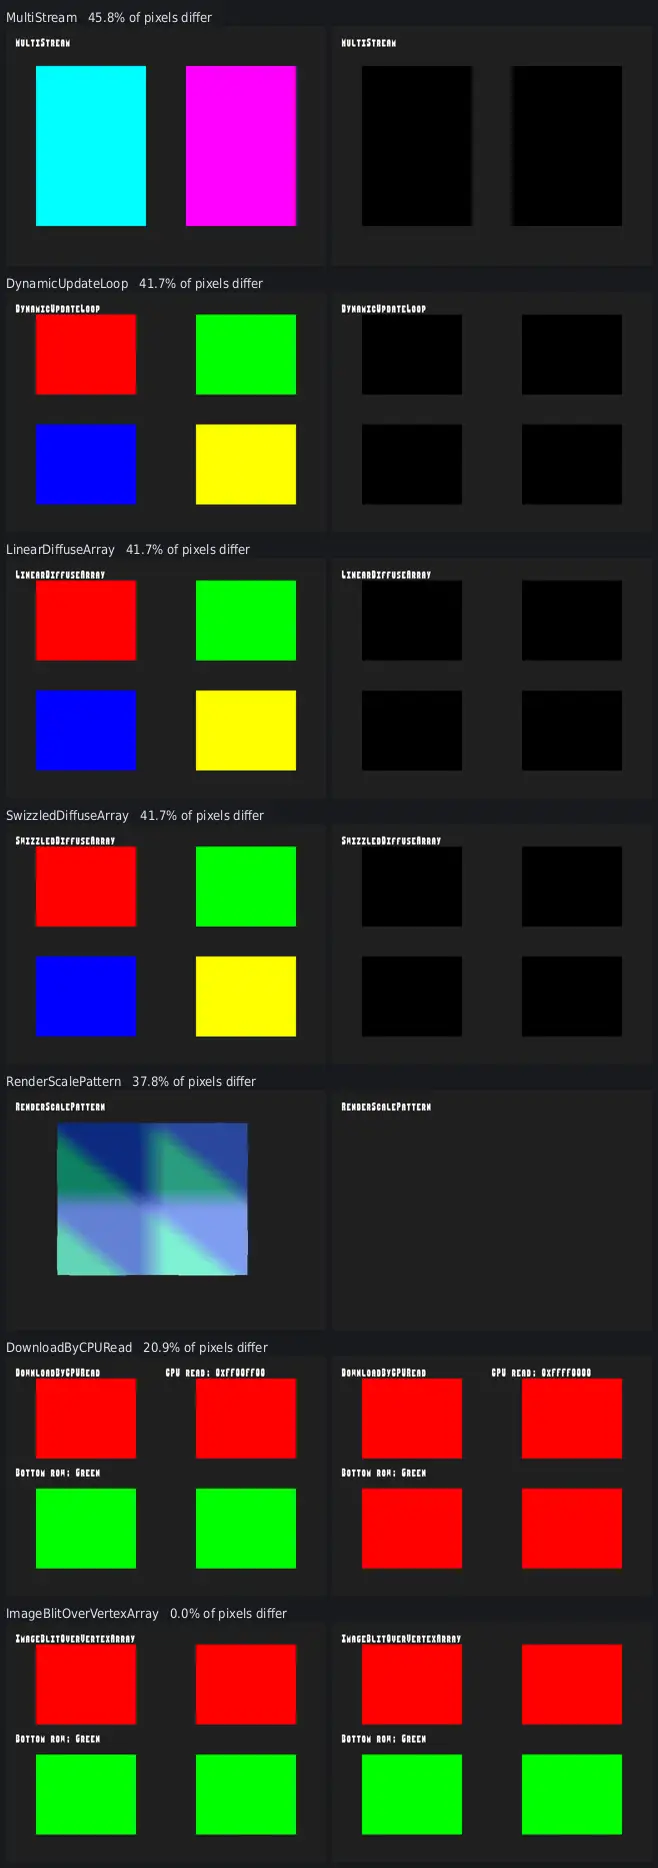 MultiStream   45.8% of pixels differ
MultiStream
MultiStream
DynamicUpdateLoop   41.7% of pixels differ
DynamicUpdateLoop
DynamicUpdateLoop
LinearDiffuseArray   41.7% of pixels differ
LinearDiffuseArray
LinearDiffuseArray
SwizzledDiffuseArray   41.7% of pixels differ
SwizzledDiffuseArray
SwizzledDiffuseArray
RenderScalePattern   37.8% of pixels differ
RenderScalePattern
RenderScalePattern
DownloadByCPURead   20.9% of pixels differ
DownloadByCPURead   CPU read: 0xff00ff00
DownloadByCPURead   CPU read: 0xffff0000
Bottom row: Green
Bottom row: Green
ImageBlitOverVertexArray   0.0% of pixels differ
ImageBlitOverVertexArray
ImageBlitOverVertexArray
Bottom row: Green
Bottom row: Green